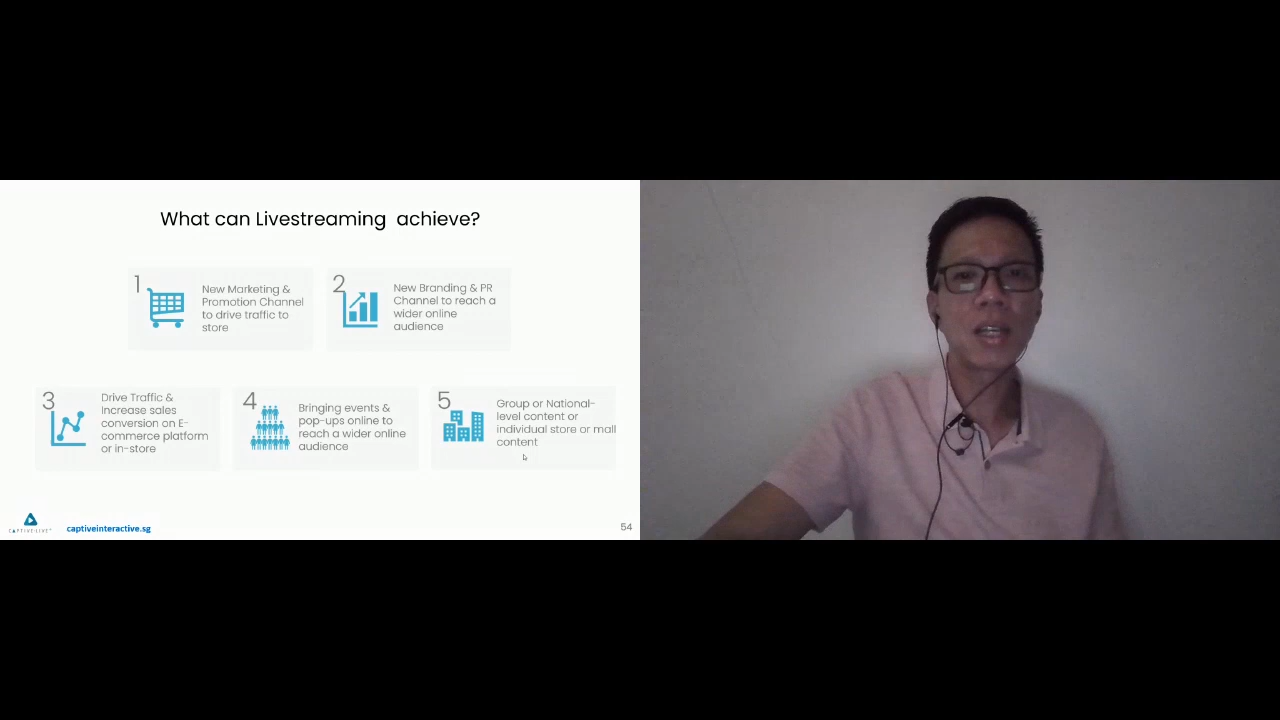 What can Livestreaming achieve?
1
New Marketing &
Promotion Channel
to drive traffic to
store
2
New Branding & PR
Channel to reach a
wider online
audience
3
Drive Traffic &
Increase sales
conversion on E-
commerce platform
or in-store
4
Bringing events &
pop-ups online to
reach a wider online
audience
5
Group or National-
level content or
individual store or mall
content
CAPTIVE LIVE
captiveinteractive.sg
54